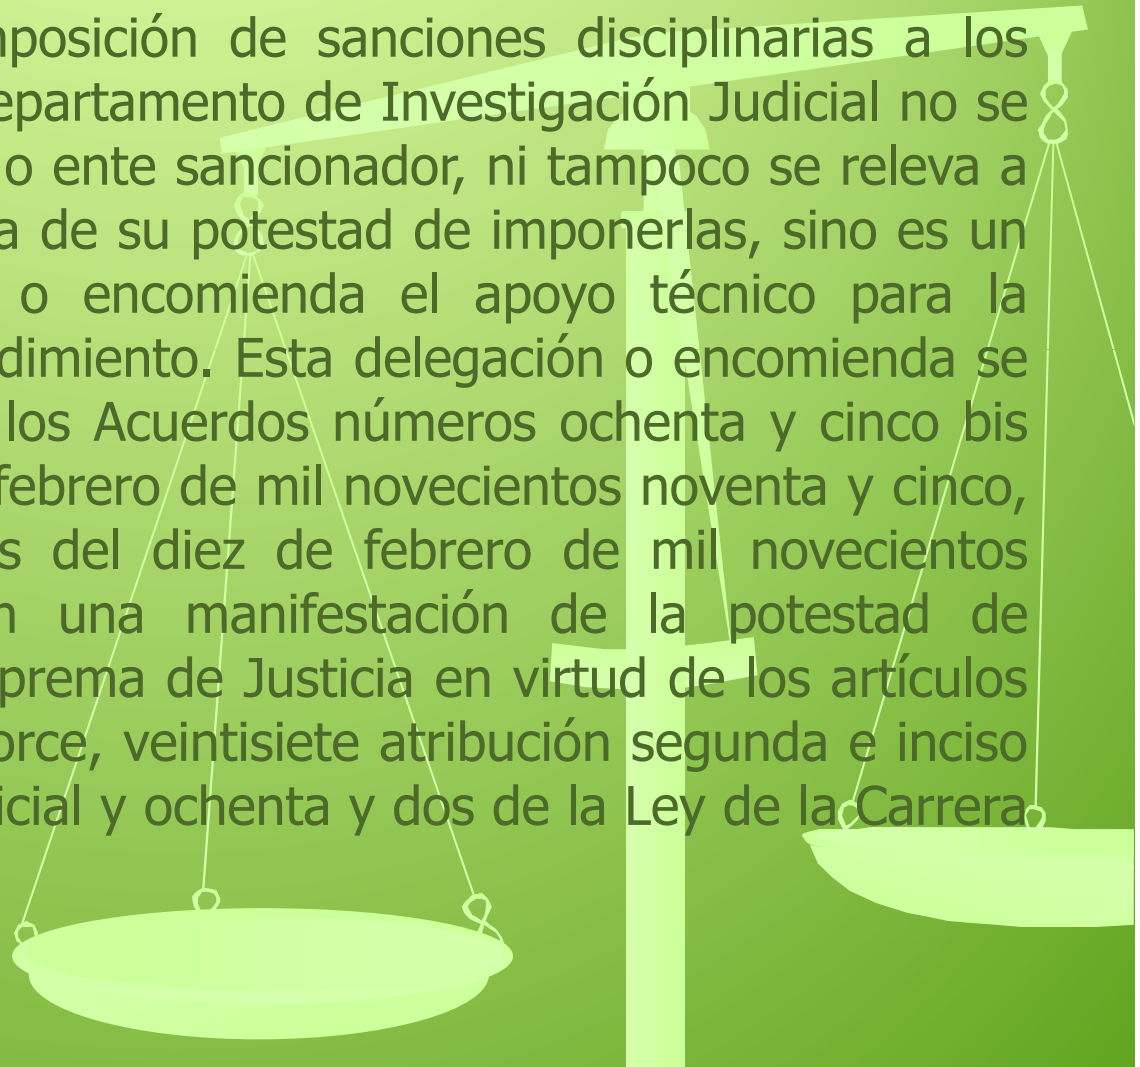 mposición de sanciones disciplinarias a los
epartamento de Investigación Judicial no se
o ente sancionador, ni tampoco se releva a
a de su potestad de imponerlas, sino es un
o encomienda el apoyo técnico para la
dimiento. Esta delegación o encomienda se
los Acuerdos números ochenta y cinco bis
febrero de mil novecientos noventa y cinco,
s del diez de febrero de mil novecientos
n una manifestación de la potestad de
prema de Justicia en virtud de los artículos
orce, veintisiete atribución segunda e inciso
icial y ochenta y dos de la Ley de la Carrera